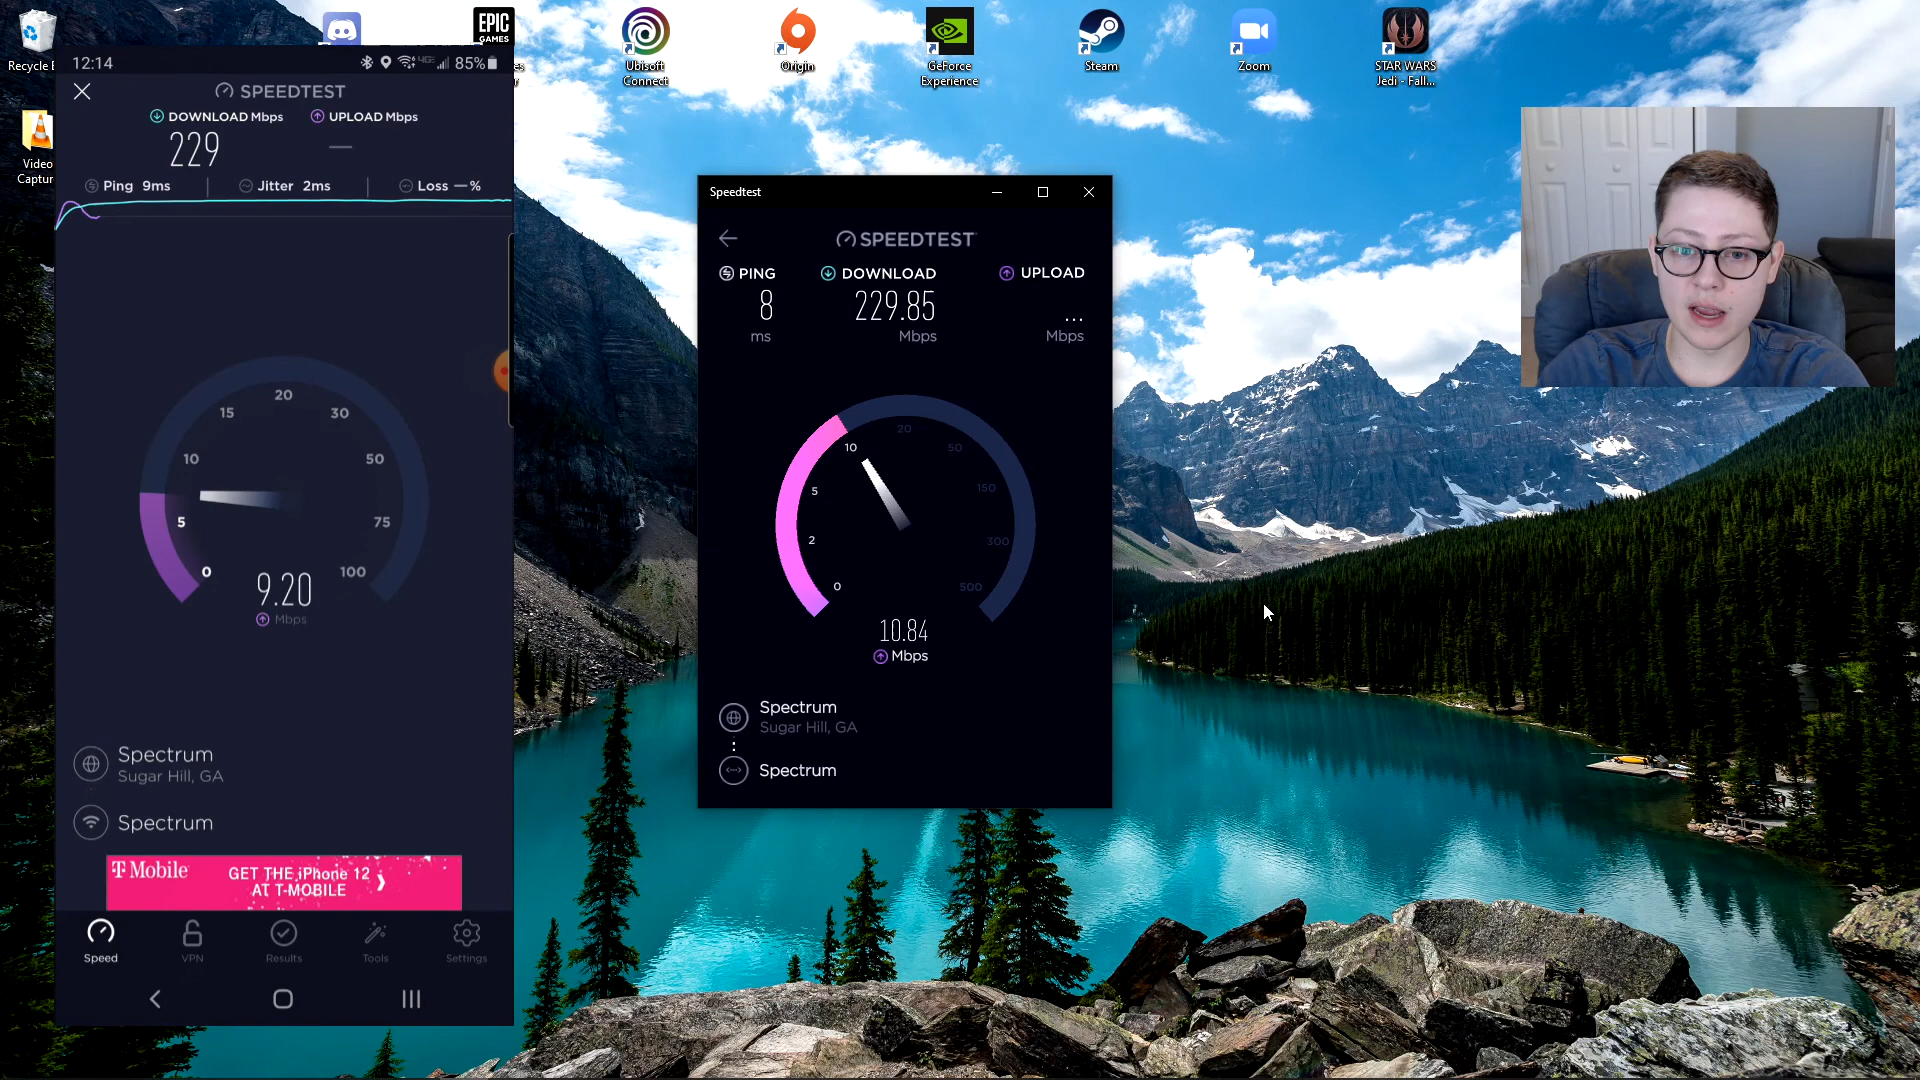 Recycle
Video
Captur
EPIC
GAMES
Ubisoft
Connect
Origin
GeForce
Experience
Steam
Zoom
STAR WARS
Jedi - Fall...
12:14
85%
SPEEDTEST
DOWNLOAD Mbps
UPLOAD Mbps
229
—
Ping 9ms
Jitter 2ms
Loss — %
0
5
10
15
20
30
50
75
100
9.20
Mbps
Spectrum
Sugar Hill, GA
Spectrum
T Mobile
GET THE iPhone 12
AT T-MOBILE
Speed
VPN
Results
Tools
Settings
Speedtest
SPEEDTEST
PING
DOWNLOAD
UPLOAD
8
229.85
...
ms
Mbps
Mbps
0
2
5
10
20
50
150
300
500
10.84
Mbps
Spectrum
Sugar Hill, GA
Spectrum